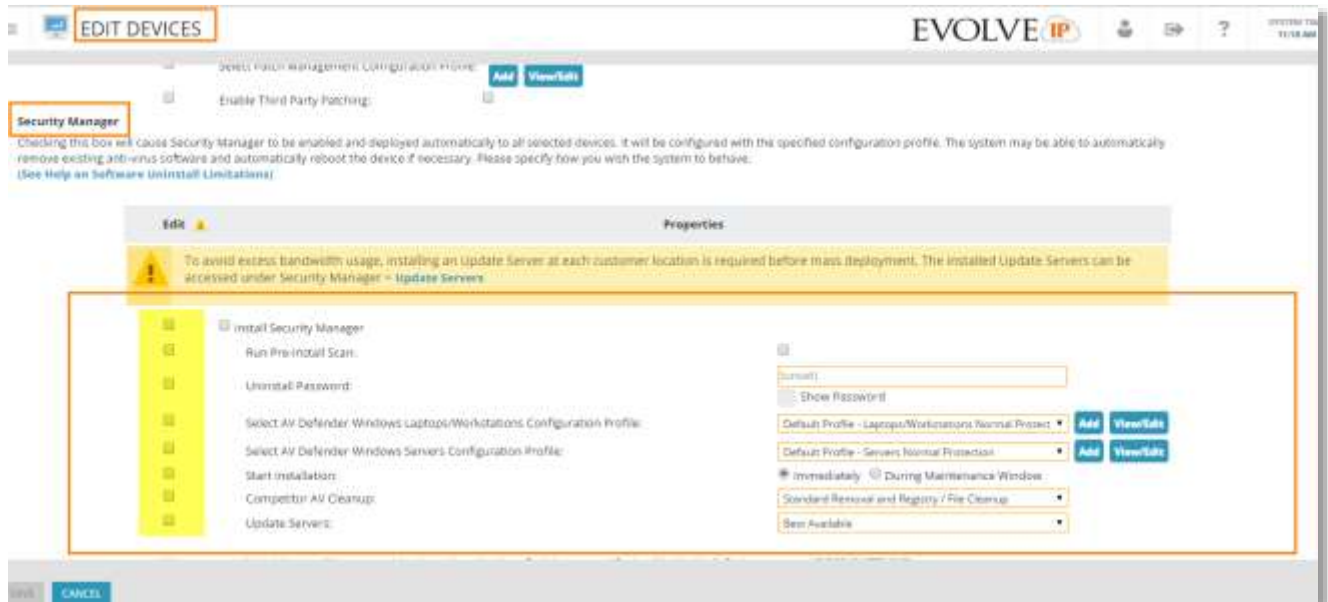 EDIT DEVICES
EVOLVE IP
?
SYSTEM TIME
11:18 AM
Select Patch Management Configuration Profile: Add View/Edit
Enable Third Party Patching:
Security Manager
Checking this box will cause Security Manager to be enabled and deployed automatically to all selected devices. It will be configured with the specified configuration profile. The system may be able to automatically
remove existing anti-virus software and automatically reboot the device if necessary. Please specify how you wish the system to behave.
(See Help on Software Uninstall Limitations)
Edit Properties
To avoid excess bandwidth usage, installing an Update Server at each customer location is required before mass deployment. The installed Update Servers can be
accessed under Security Manager – Update Servers
Install Security Manager
Run Pre-Install Scan:
Uninstall Password: (unset)
Show Password
Select AV Defender Windows Laptops/Workstations Configuration Profile: Default Profile - Laptops/Workstations Normal Protect Add View/Edit
Select AV Defender Windows Servers Configuration Profile: Default Profile - Servers Normal Protection Add View/Edit
Start Installation: Immediately During Maintenance Window
Competitor AV Cleanup: Standard Removal and Registry / File Cleanup
Update Servers: Best Available
SAVE CANCEL